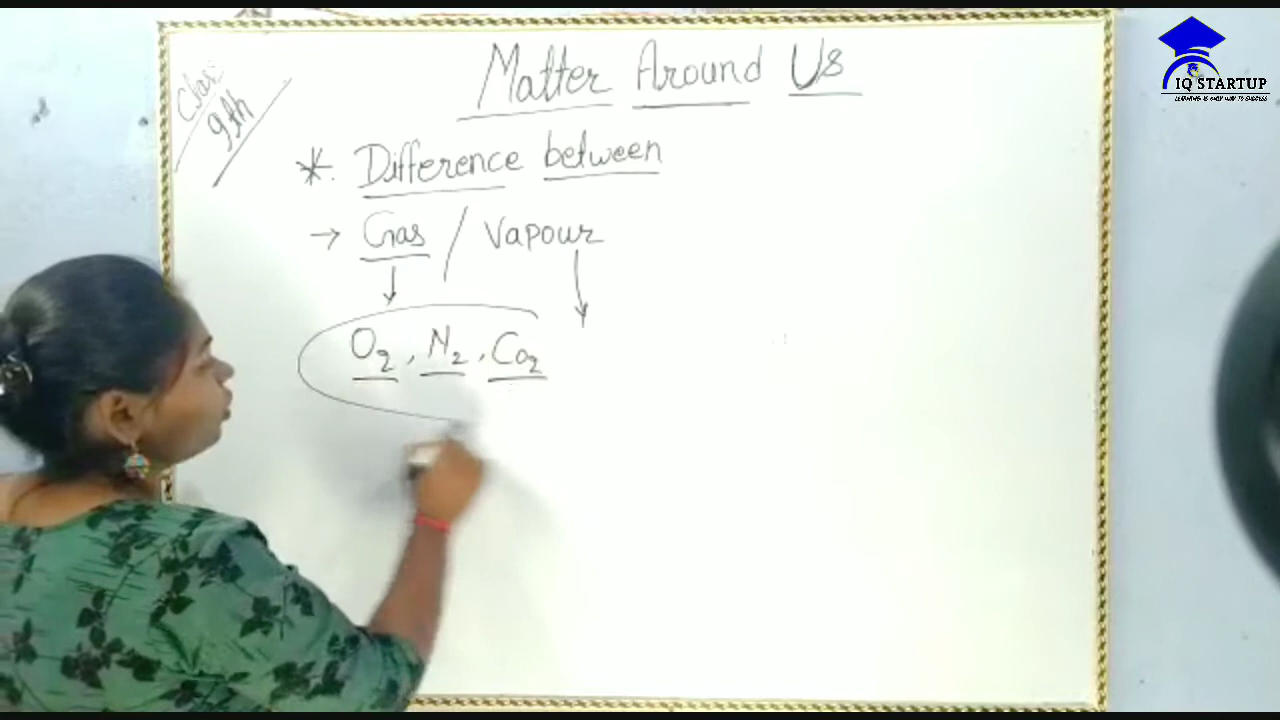 Matter Around Us
Class
9th
*. Difference between
→ Gas / Vapour
O₂, N₂, Co₂
IQ STARTUP